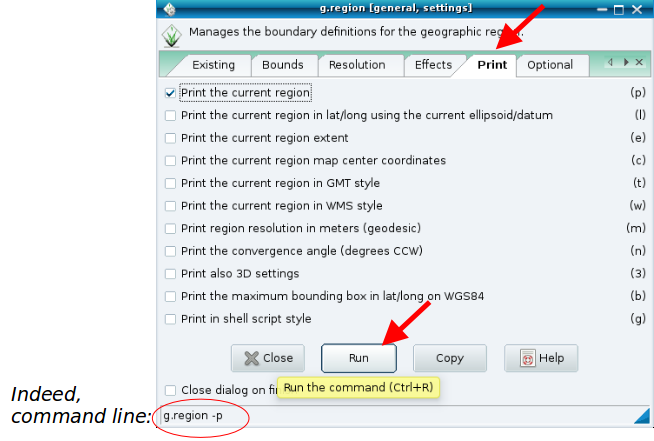 g.region [general, settings]
Manages the boundary definitions for the geographic region.
Existing Bounds Resolution Effects Print Optional
Print the current region (p)
Print the current region in lat/long using the current ellipsoid/datum (l)
Print the current region extent (e)
Print the current region map center coordinates (c)
Print the current region in GMT style (t)
Print the current region in WMS style (w)
Print region resolution in meters (geodesic) (m)
Print the convergence angle (degrees CCW) (n)
Print also 3D settings (3)
Print the maximum bounding box in lat/long on WGS84 (b)
Print in shell script style (g)
Close Run Copy Help
Close dialog on
Run the command (Ctrl+R)
Indeed,
command line: g.region -p